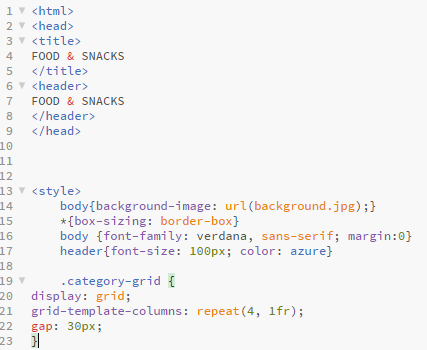 1 <html>
2 <head>
3 <title>
4 FOOD & SNACKS
5 </title>
6 <header>
7 FOOD & SNACKS
8 </header>
9 </head>
10
11
12
13 <style>
14 body{background-image: url(background.jpg);}
15 *{box-sizing: border-box}
16 body {font-family: verdana, sans-serif; margin:0}
17 header{font-size: 100px; color: azure}
18
19 .category-grid {
20 display: grid;
21 grid-template-columns: repeat(4, 1fr);
22 gap: 30px;
23 }